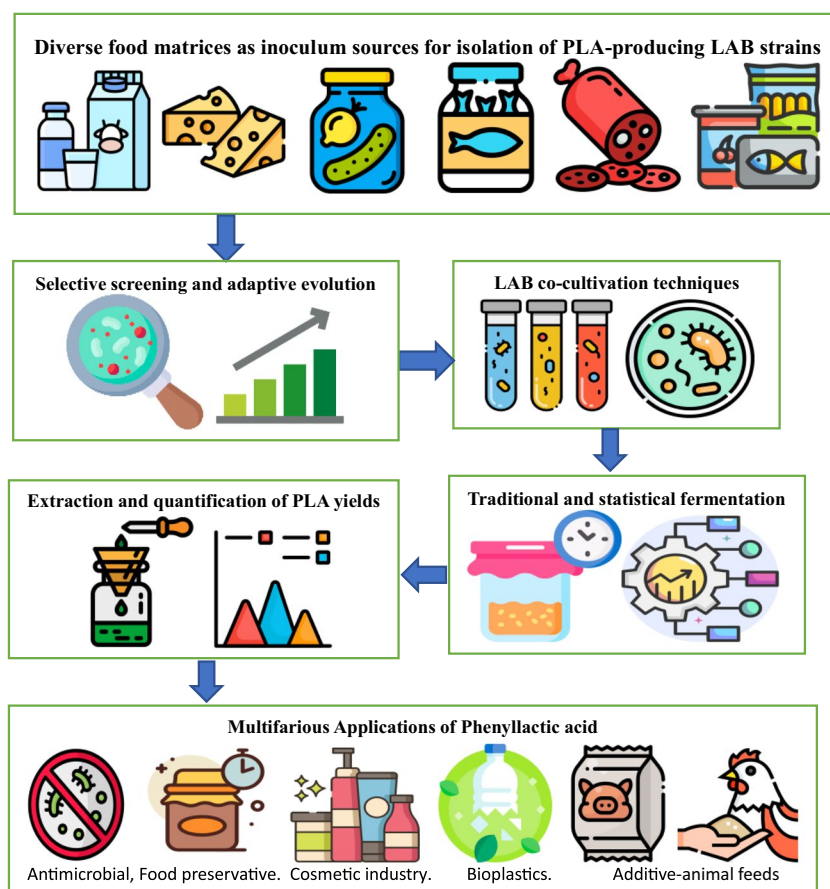 Diverse food matrices as inoculum sources for isolation of PLA-producing LAB strains
Selective screening and adaptive evolution
LAB co-cultivation techniques
Traditional and statistical fermentation
Extraction and quantification of PLA yields
Multifarious Applications of Phenyllactic acid
Antimicrobial, Food preservative. Cosmetic industry. Bioplastics. Additive-animal feeds